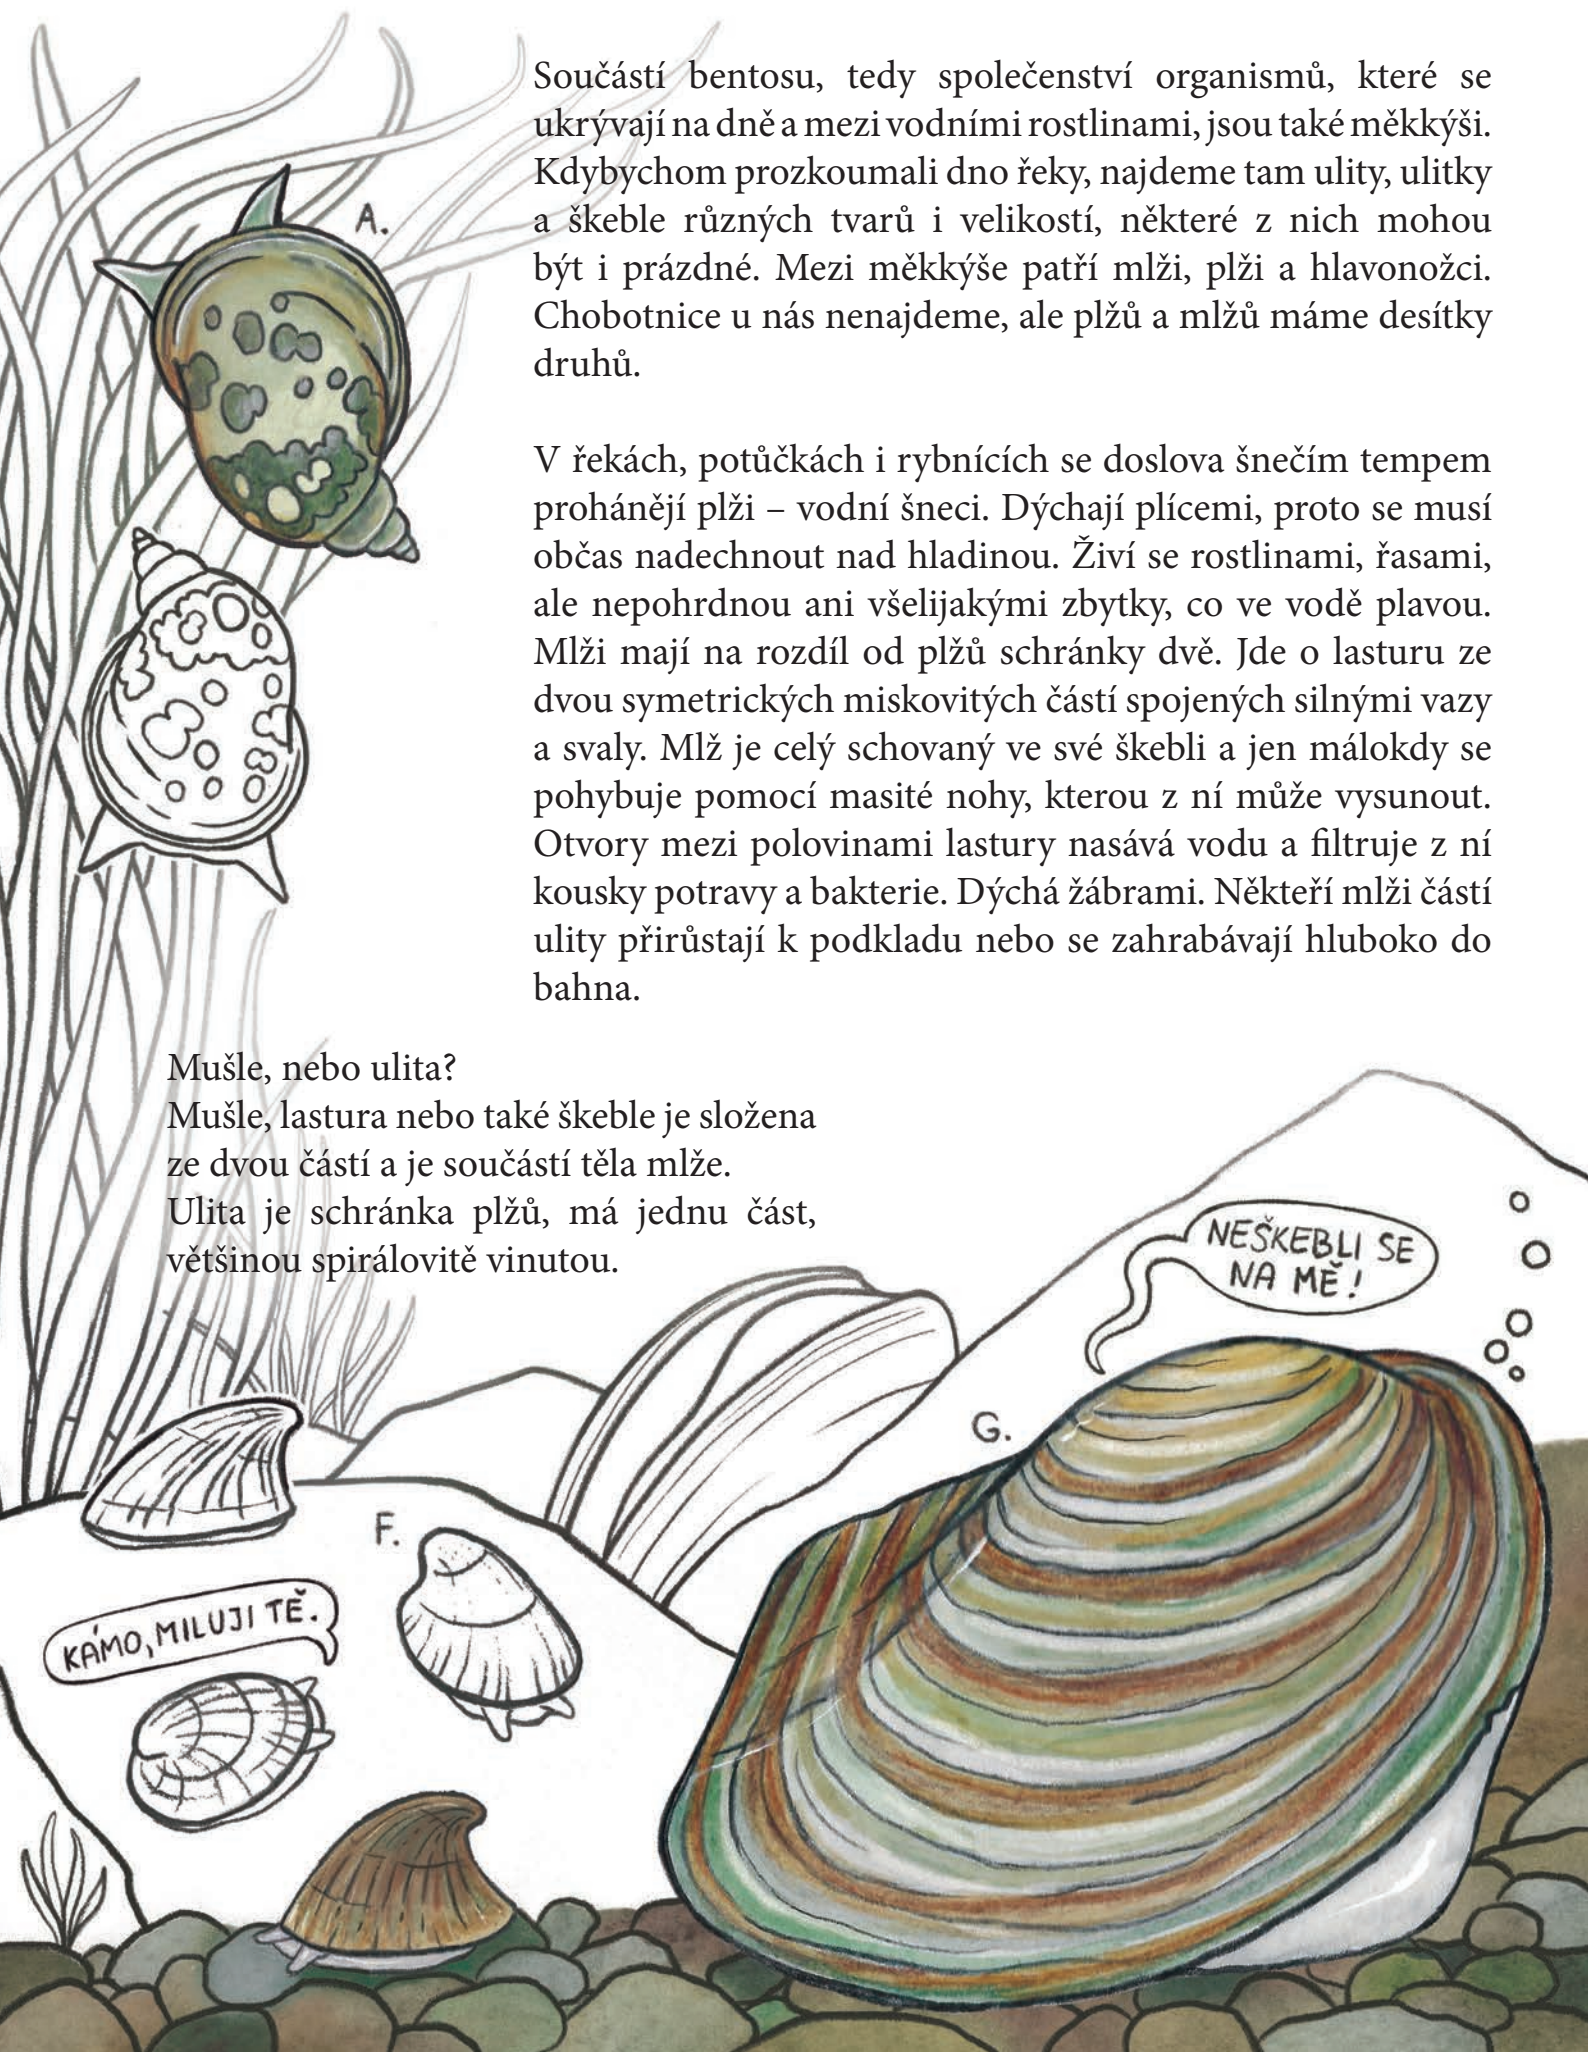 Součástí bentosu, tedy společenství organismů, které se
ukrývají na dně a mezi vodními rostlinami, jsou také měkkýši.
Kdybychom prozkoumali dno řeky, najdeme tam ulity, ulitky
a škeble různých tvarů i velikostí, některé z nich mohou
být i prázdné. Mezi měkkýše patří mlži, plži a hlavonožci.
Chobotnice u nás nenajdeme, ale plžů a mlžů máme desítky
druhů.
A.
V řekách, potůčkách i rybnících se doslova šnečím tempem
prohánějí plži – vodní šneci. Dýchají plícemi, proto se musí
občas nadechnout nad hladinou. Živí se rostlinami, řasami,
ale nepohrdnou ani všelijakými zbytky, co ve vodě plavou.
Mlži mají na rozdíl od plžů schránky dvě. Jde o lasturu ze
dvou symetrických miskovitých částí spojených silnými vazy
a svaly. Mlž je celý schovaný ve své škebli a jen málokdy se
pohybuje pomocí masité nohy, kterou z ní může vysunout.
Otvory mezi polovinami lastury nasává vodu a filtruje z ní
kousky potravy a bakterie. Dýchá žábrami. Někteří mlži částí
ulity přirůstají k podkladu nebo se zahrabávají hluboko do
bahna.
Mušle, nebo ulita?
Mušle, lastura nebo také škeble je složena
ze dvou částí a je součástí těla mlže.
Ulita je schránka plžů, má jednu část,
většinou spirálovitě vinutou.
NEŠKEBLI SE
NA MĚ!
G.
F.
KÁMO, MILUJI TĚ.